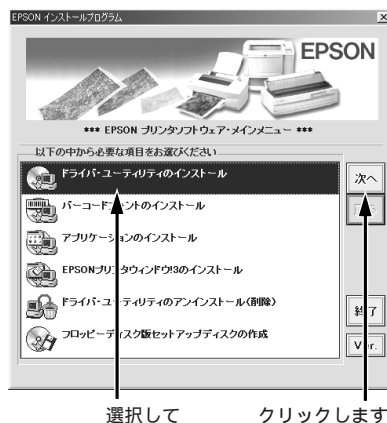 EPSON インストールプログラム
EPSON
*** EPSON プリンタソフトウェア・メインメニュー ***
以下の中から必要な項目をお選びください
ドライバ・ユーティリティのインストール
次へ
バーコードフォントのインストール
アプリケーションのインストール
EPSONプリンタウィンドウ!3のインストール
ドライバ・ユーティリティのアンインストール(削除)
終了
フロッピーディスク版セットアップディスクの作成
Ver.
選択して
クリックします